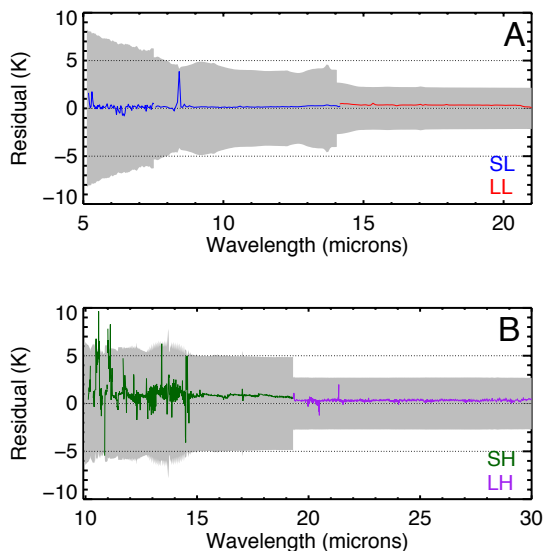 A
Residual (K)
10
5
0
−5
−10
SL
LL
5
10
15
20
Wavelength (microns)
B
Residual (K)
10
5
0
−5
−10
SH
LH
10
15
20
25
30
Wavelength (microns)